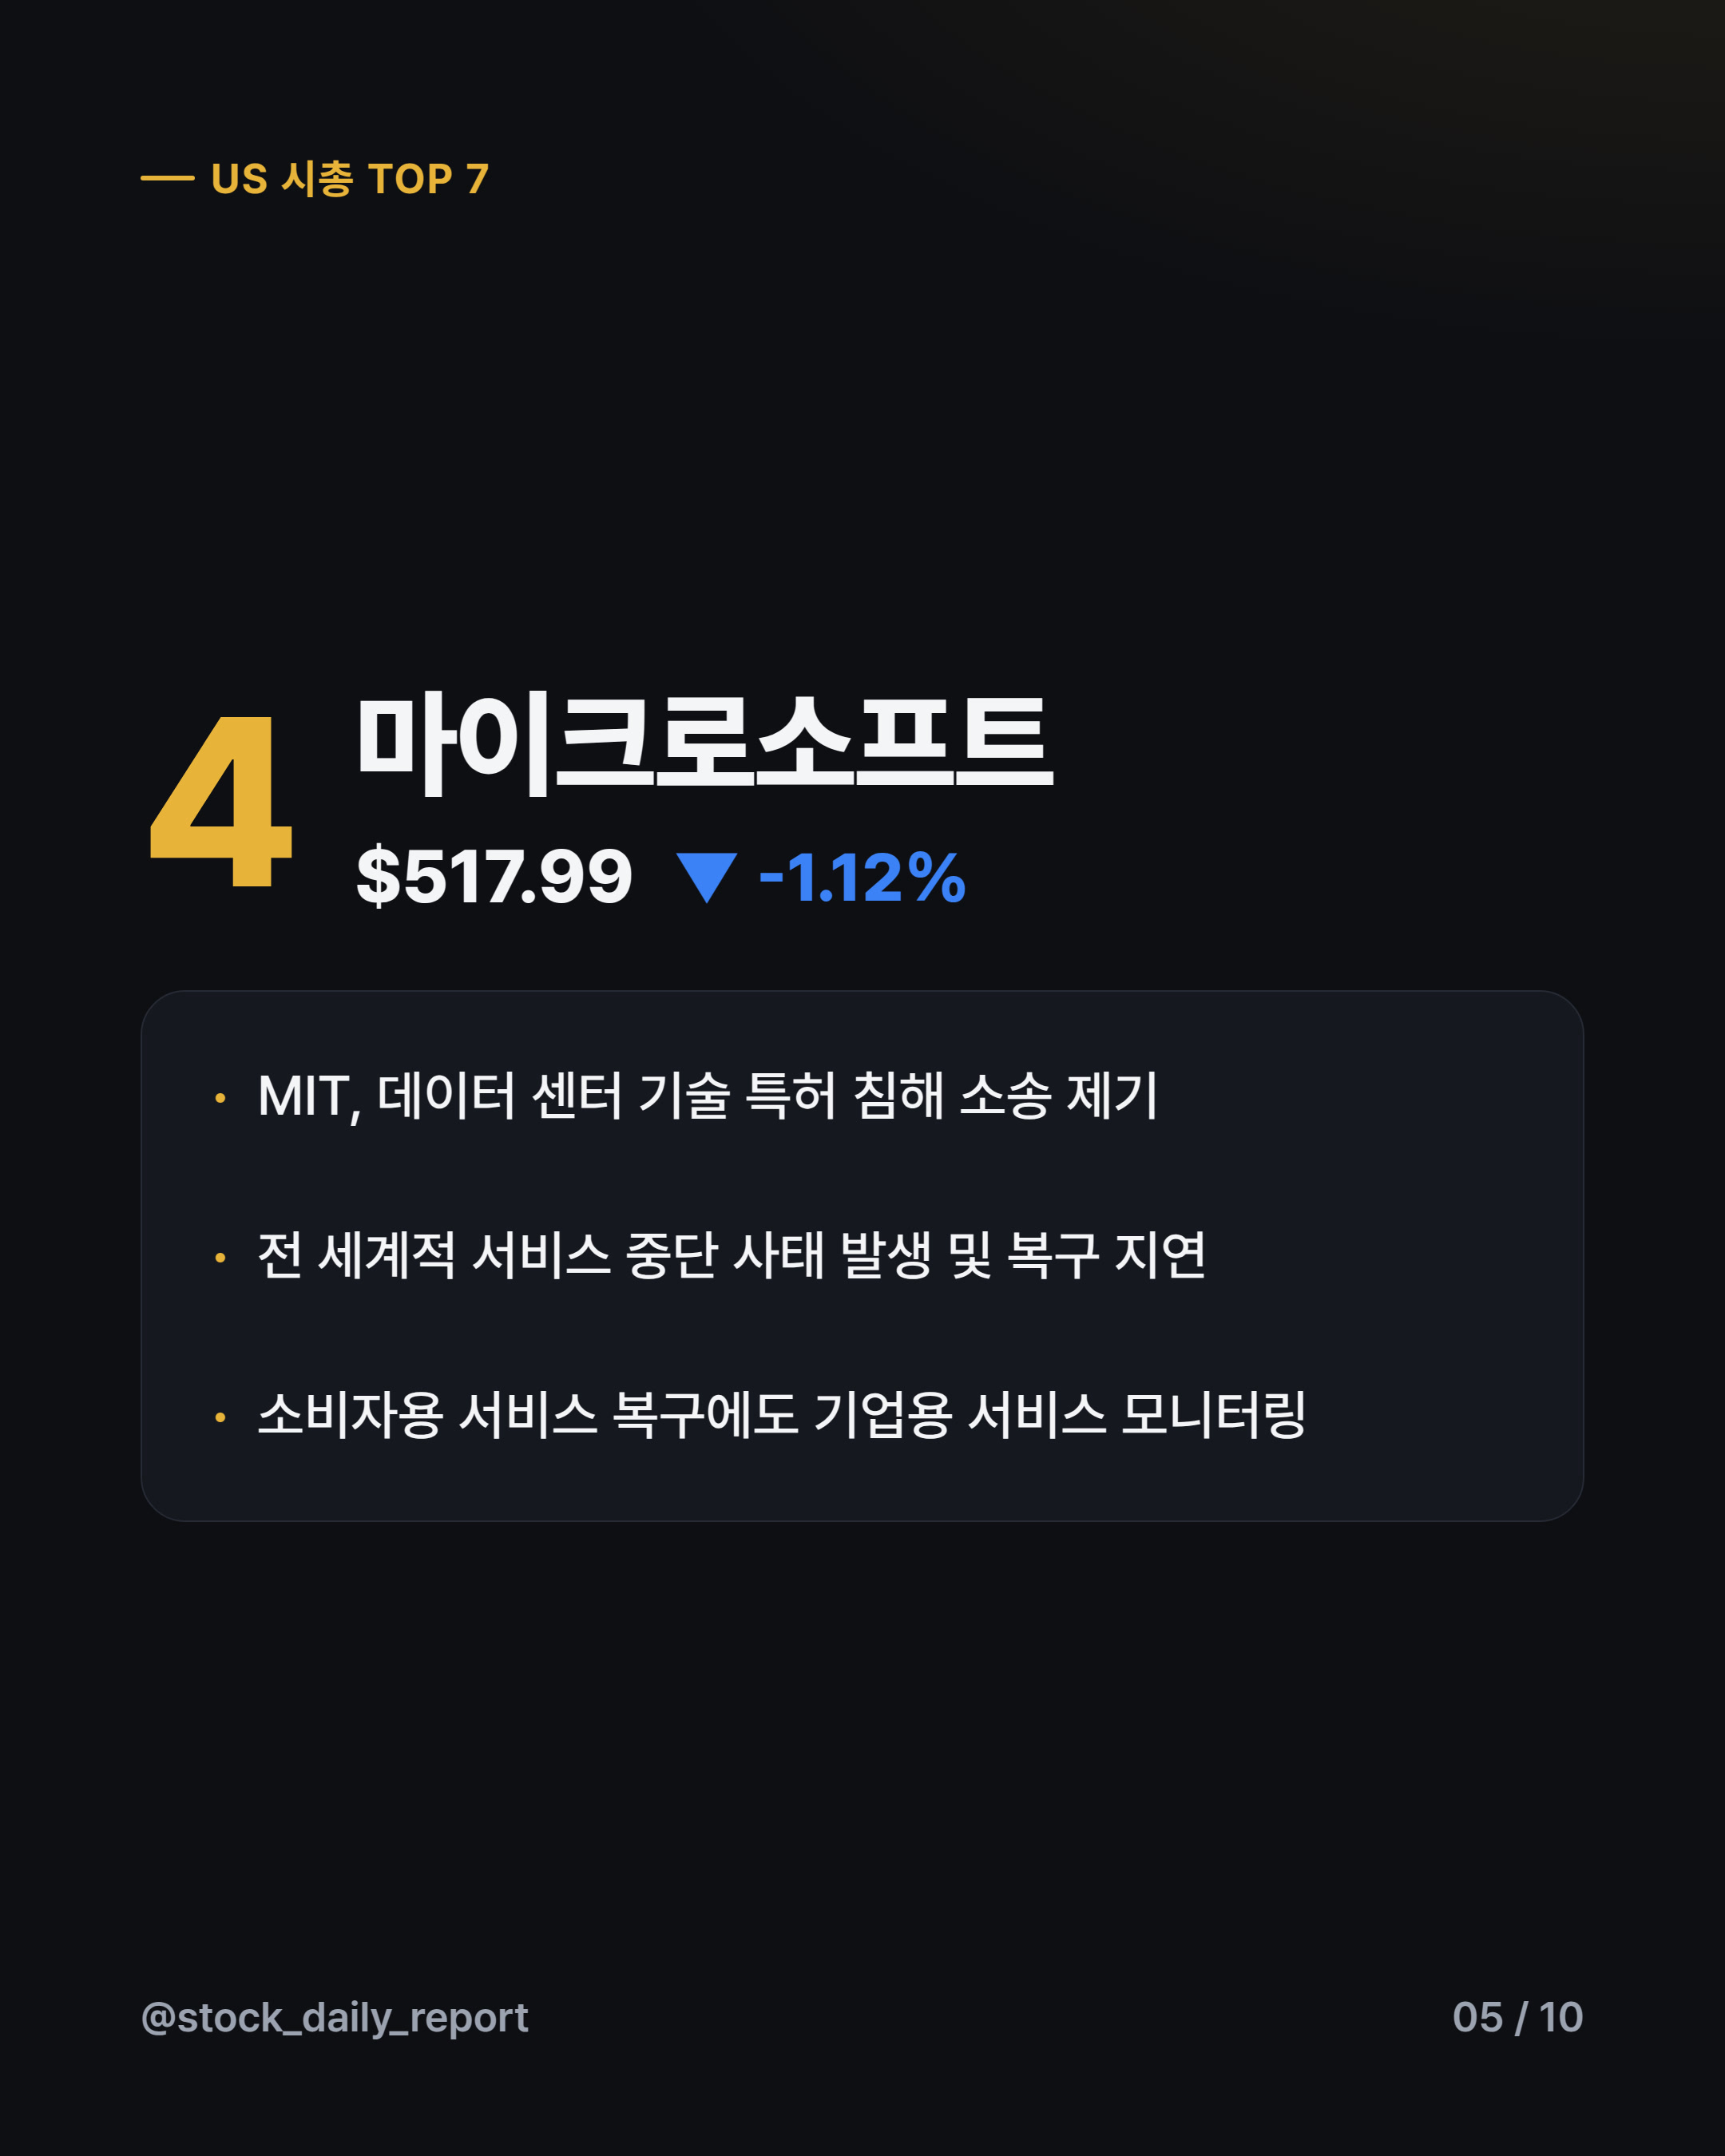 US 시총 TOP 7
4
마이크로소프트
$517.99 ▼ -1.12%
• MIT, 데이터 센터 기술 특허 침해 소송 제기
• 전 세계적 서비스 중단 사태 발생 및 복구 지연
• 소비자용 서비스 복구에도 기업용 서비스 모니터링
@stock_daily_report
05 / 10